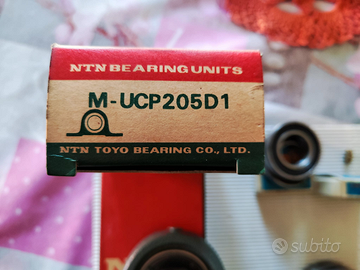 NTN BEARING UNITS
M-UCP205D1
NTN TOYO BEARING CO., LTD.
subito